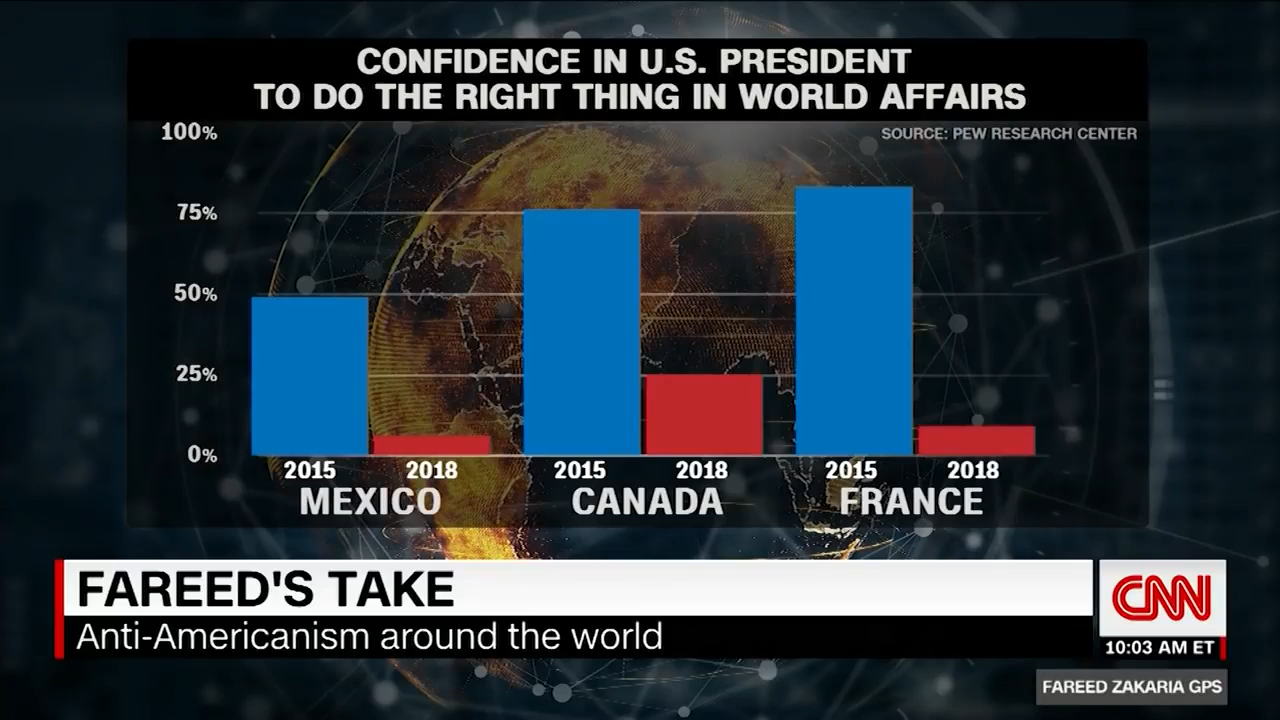 CONFIDENCE IN U.S. PRESIDENT
TO DO THE RIGHT THING IN WORLD AFFAIRS
SOURCE: PEW RESEARCH CENTER
100%
75%
50%
25%
0%
2015 2018 2015 2018 2015 2018
MEXICO CANADA FRANCE
FAREED'S TAKE
Anti-Americanism around the world
CNN
10:03 AM ET
FAREED ZAKARIA GPS